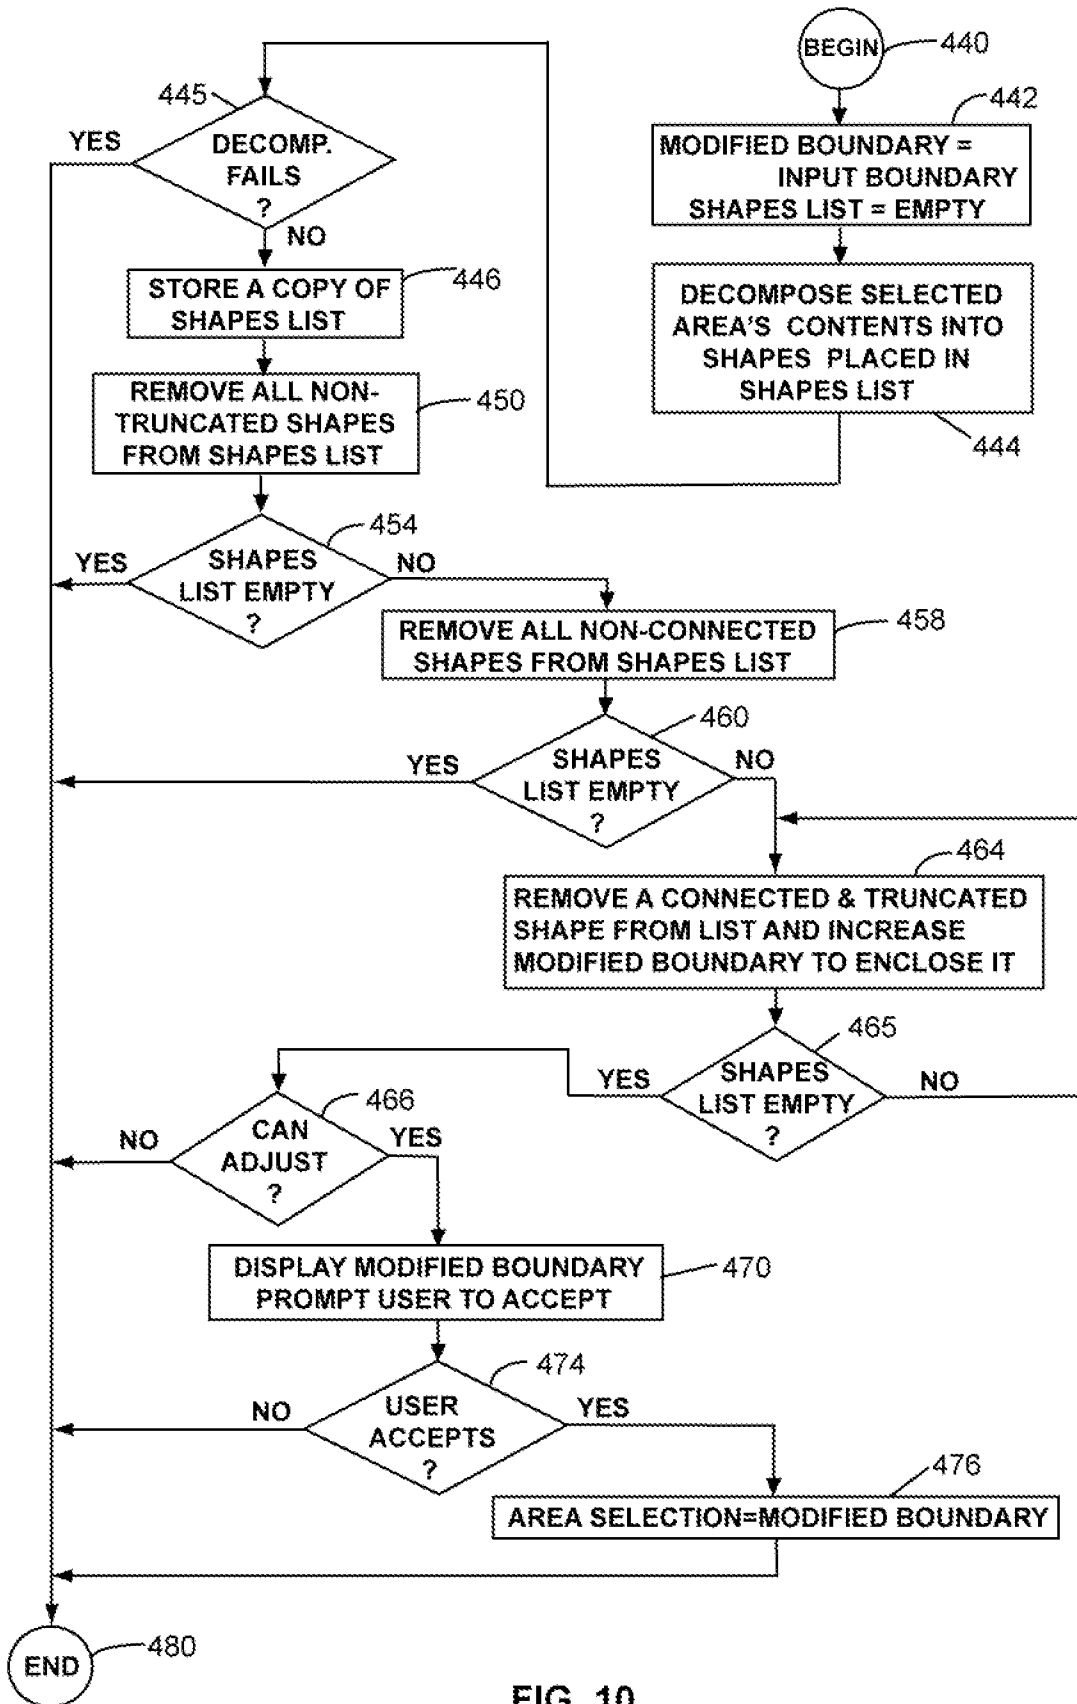 BEGIN
440
442
MODIFIED BOUNDARY =
INPUT BOUNDARY
SHAPES LIST = EMPTY
DECOMPOSE SELECTED
AREA'S CONTENTS INTO
SHAPES PLACED IN
SHAPES LIST
444
445
YES
DECOMP.
FAILS
?
NO
STORE A COPY OF
SHAPES LIST
446
REMOVE ALL NON-
TRUNCATED SHAPES
FROM SHAPES LIST
450
454
YES
SHAPES
LIST EMPTY
?
NO
REMOVE ALL NON-CONNECTED
SHAPES FROM SHAPES LIST
458
460
YES
SHAPES
LIST EMPTY
?
NO
464
REMOVE A CONNECTED & TRUNCATED
SHAPE FROM LIST AND INCREASE
MODIFIED BOUNDARY TO ENCLOSE IT
465
YES
SHAPES
LIST EMPTY
?
NO
466
NO
CAN
ADJUST
?
YES
DISPLAY MODIFIED BOUNDARY
PROMPT USER TO ACCEPT
470
474
NO
USER
ACCEPTS
?
YES
476
AREA SELECTION=MODIFIED BOUNDARY
END
480
FIG. 10